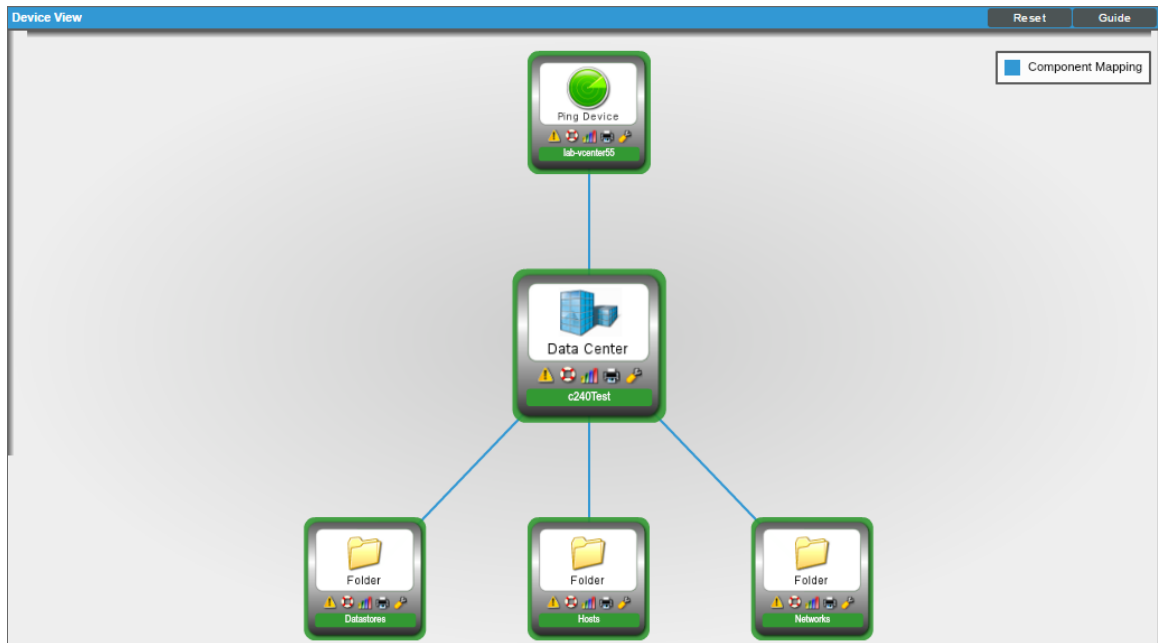 Device View
Reset
Guide
Component Mapping
Ping Device
lab-vcenter55
Data Center
c240Test
Folder
Datastores
Folder
Hosts
Folder
Networks